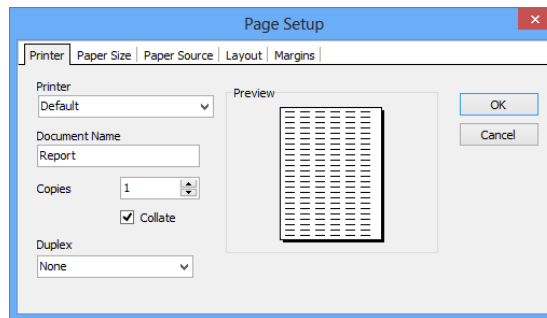 Page Setup
Printer Paper Size Paper Source Layout Margins
Printer
Default
Document Name
Report
Copies 1
Collate
Duplex
None
Preview
OK
Cancel